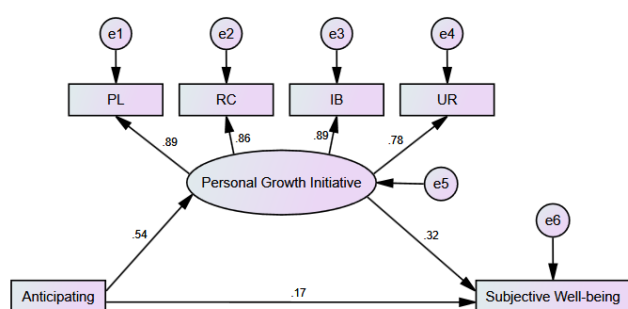 e1
e2
e3
e4
PL
RC
IB
UR
.89
.86
.89
.78
Personal Growth Initiative
e5
.54
.32
e6
Anticipating
.17
Subjective Well-being